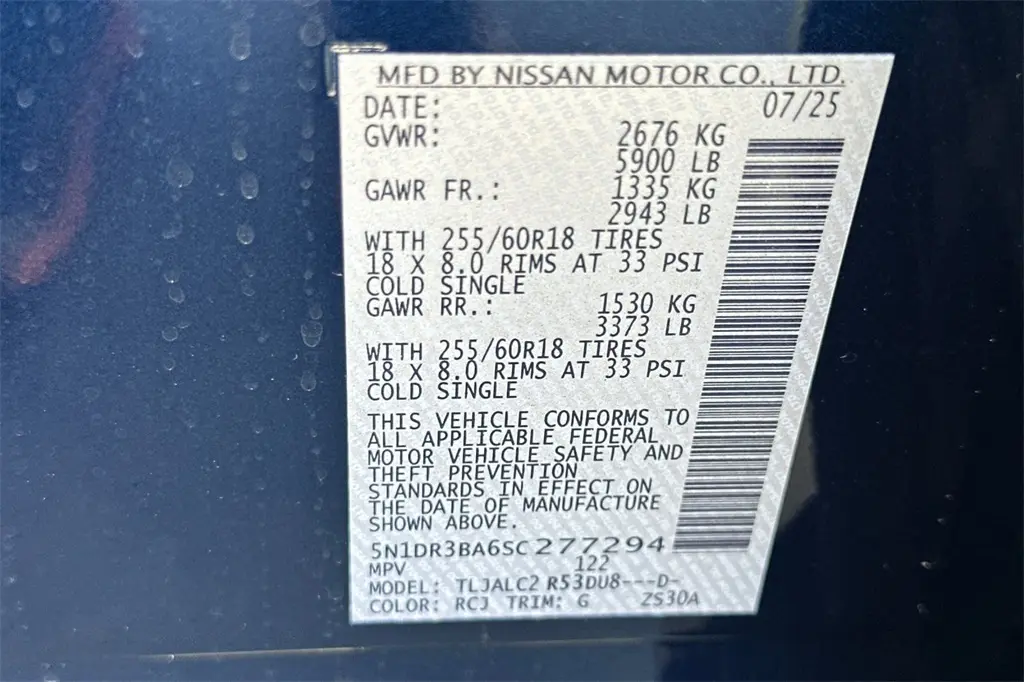 MFD BY NISSAN MOTOR CO., LTD.
DATE: 07/25
GVWR: 2676 KG
5900 LB
GAWR FR.: 1335 KG
2943 LB
WITH 255/60R18 TIRES
18 X 8.0 RIMS AT 33 PSI
COLD SINGLE
GAWR RR.: 1530 KG
3373 LB
WITH 255/60R18 TIRES
18 X 8.0 RIMS AT 33 PSI
COLD SINGLE
THIS VEHICLE CONFORMS TO
ALL APPLICABLE FEDERAL
MOTOR VEHICLE SAFETY AND
THEFT PREVENTION
STANDARDS IN EFFECT ON
THE DATE OF MANUFACTURE
SHOWN ABOVE.
5N1DR3BA6SC277294
MPV 122
MODEL: TLJALC2 R53DU8---D-
COLOR: RCJ TRIM: G ZS30A